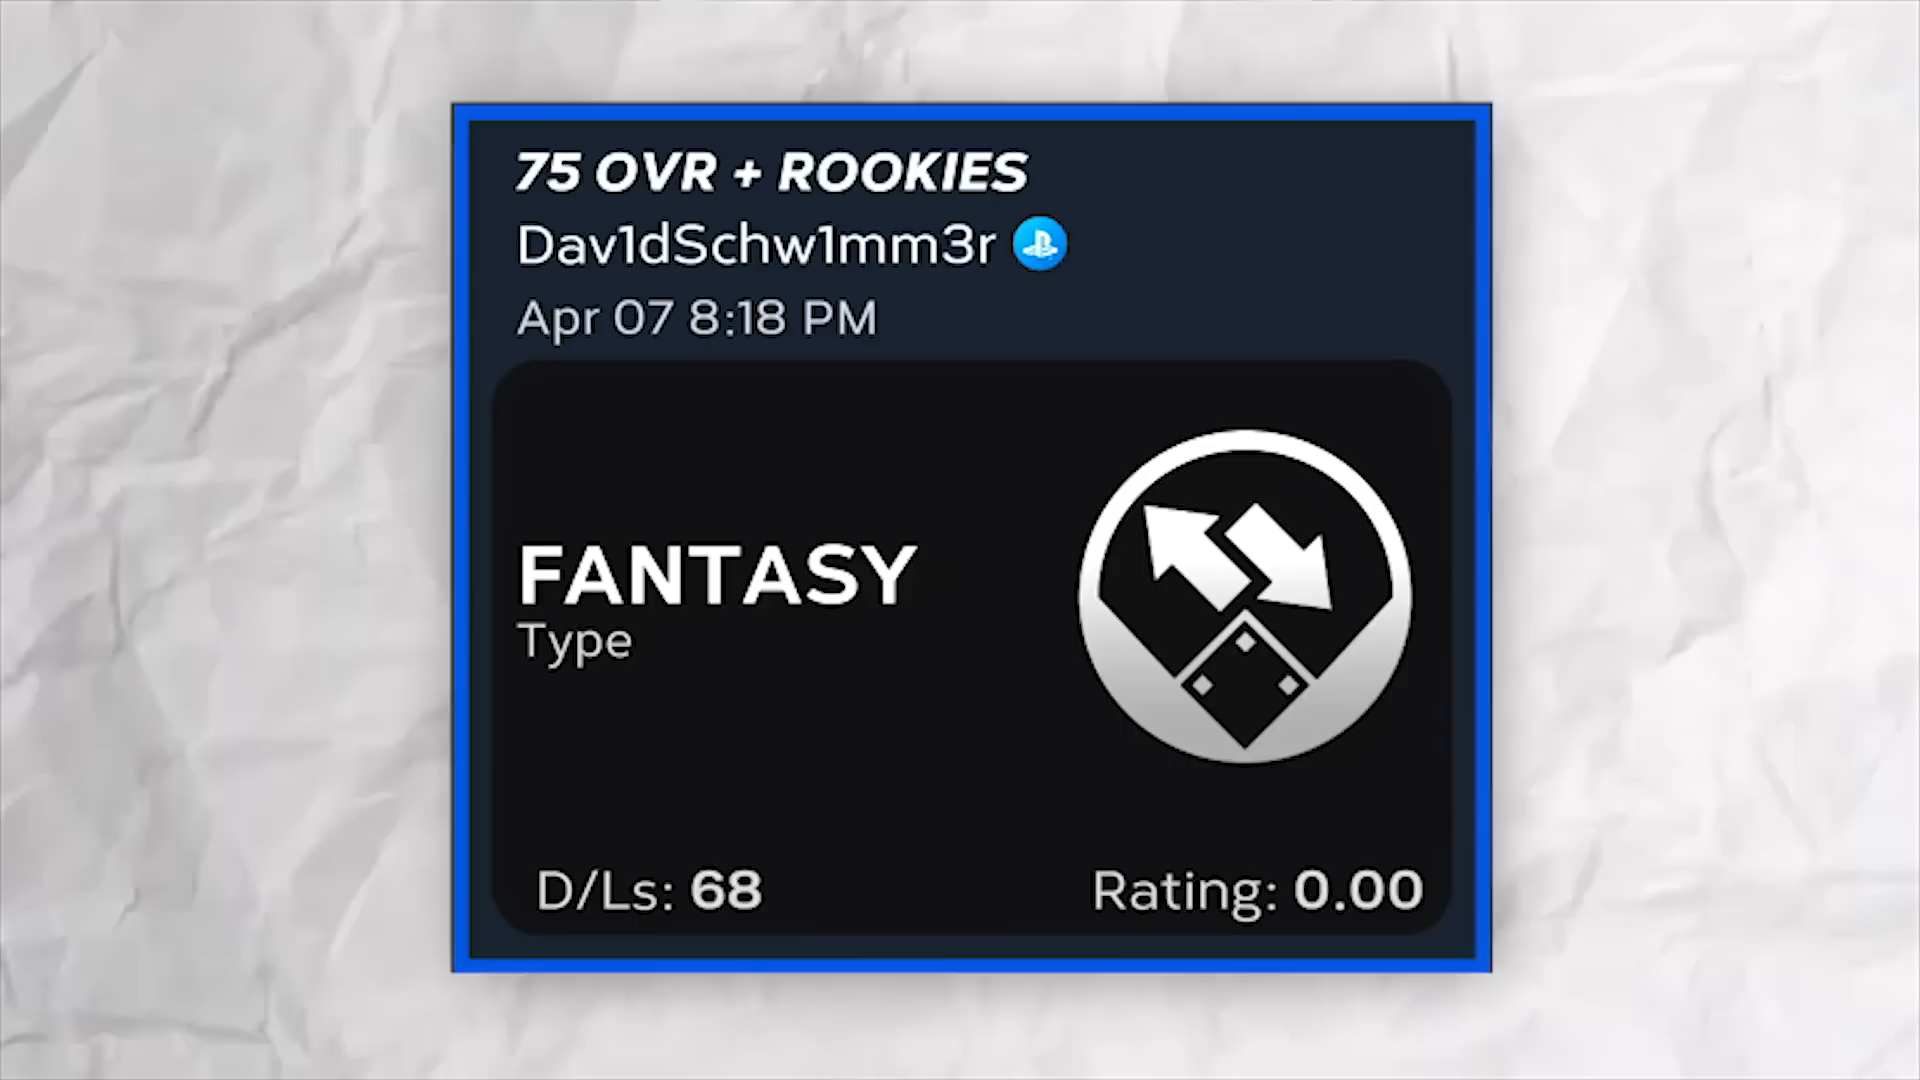 75 OVR + ROOKIES
Dav1dSchw1mm3r
Apr 07 8:18 PM
FANTASY
Type
D/Ls: 68 Rating: 0.00